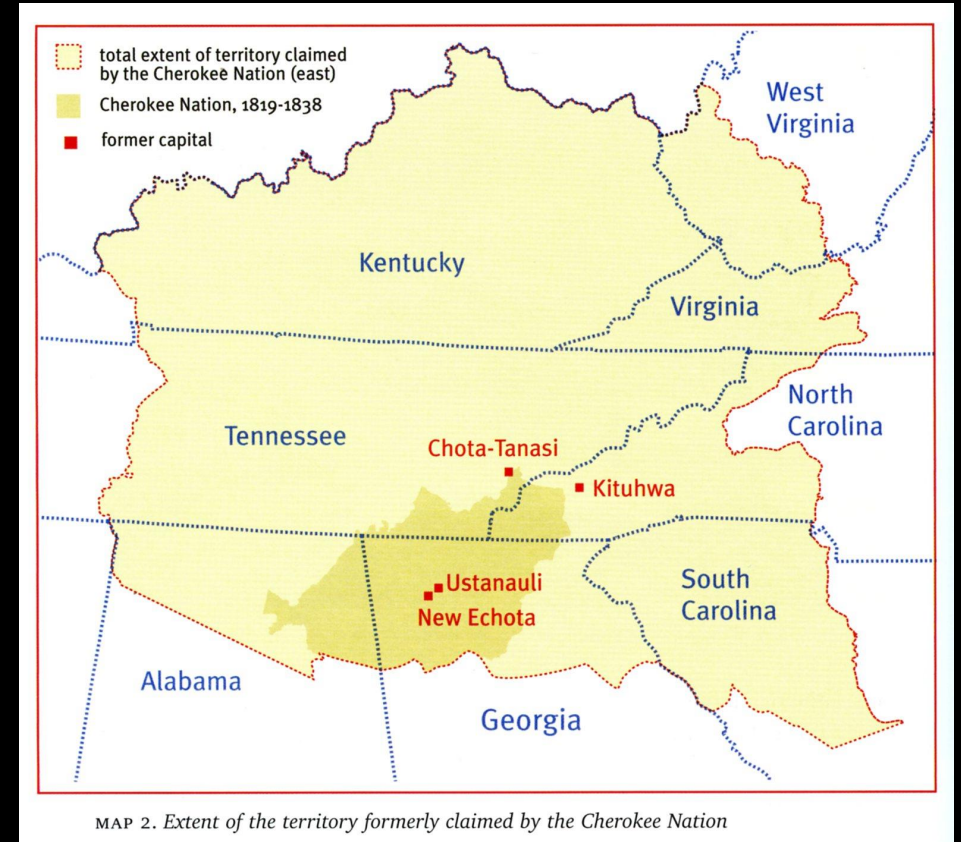 total extent of territory claimed
by the Cherokee Nation (east)
Cherokee Nation, 1819-1838
former capital
West
Virginia
Kentucky
Virginia
North
Carolina
Tennessee
Chota-Tanasi
Kituhwa
Ustanauli
New Echota
South
Carolina
Alabama
Georgia
MAP 2. Extent of the territory formerly claimed by the Cherokee Nation